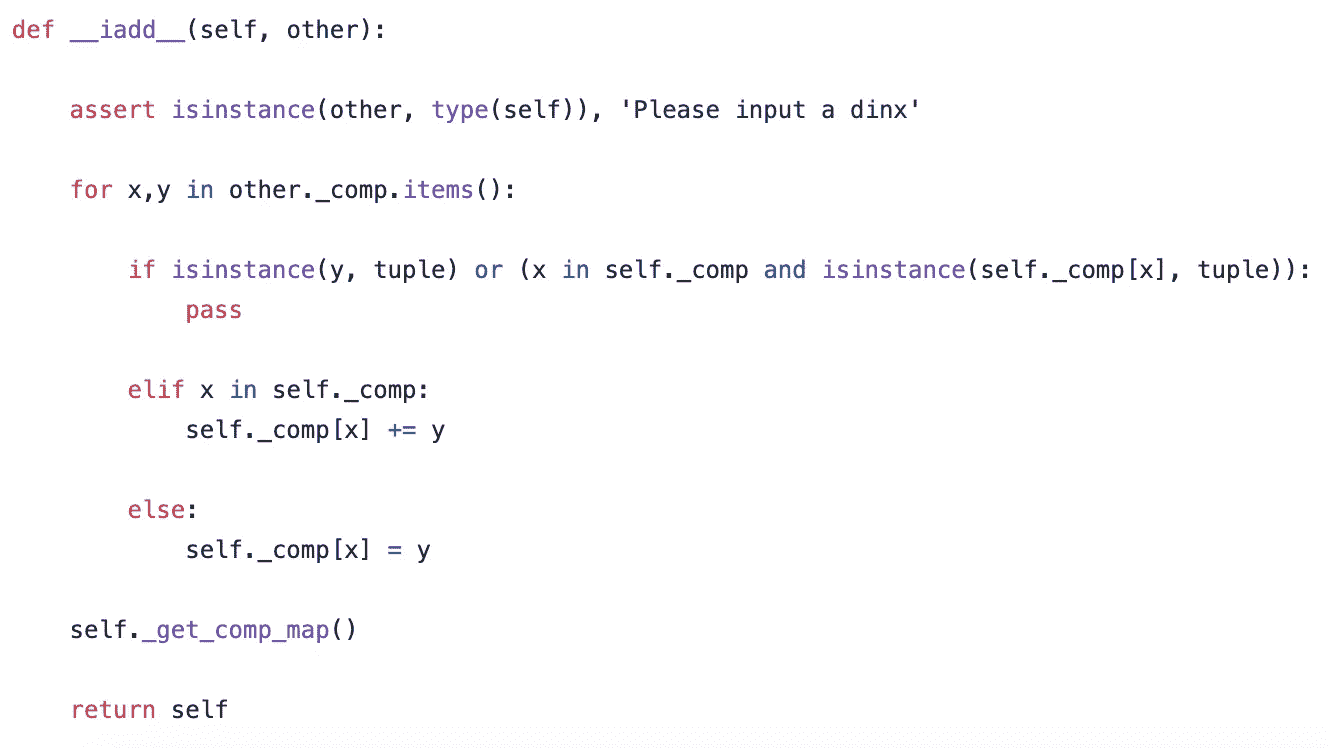 def __iadd__(self, other):
assert isinstance(other, type(self)), 'Please input a dinx'
for x,y in other._comp.items():
if isinstance(y, tuple) or (x in self._comp and isinstance(self._comp[x], tuple)):
pass
elif x in self._comp:
self._comp[x] += y
else:
self._comp[x] = y
self._get_comp_map()
return self